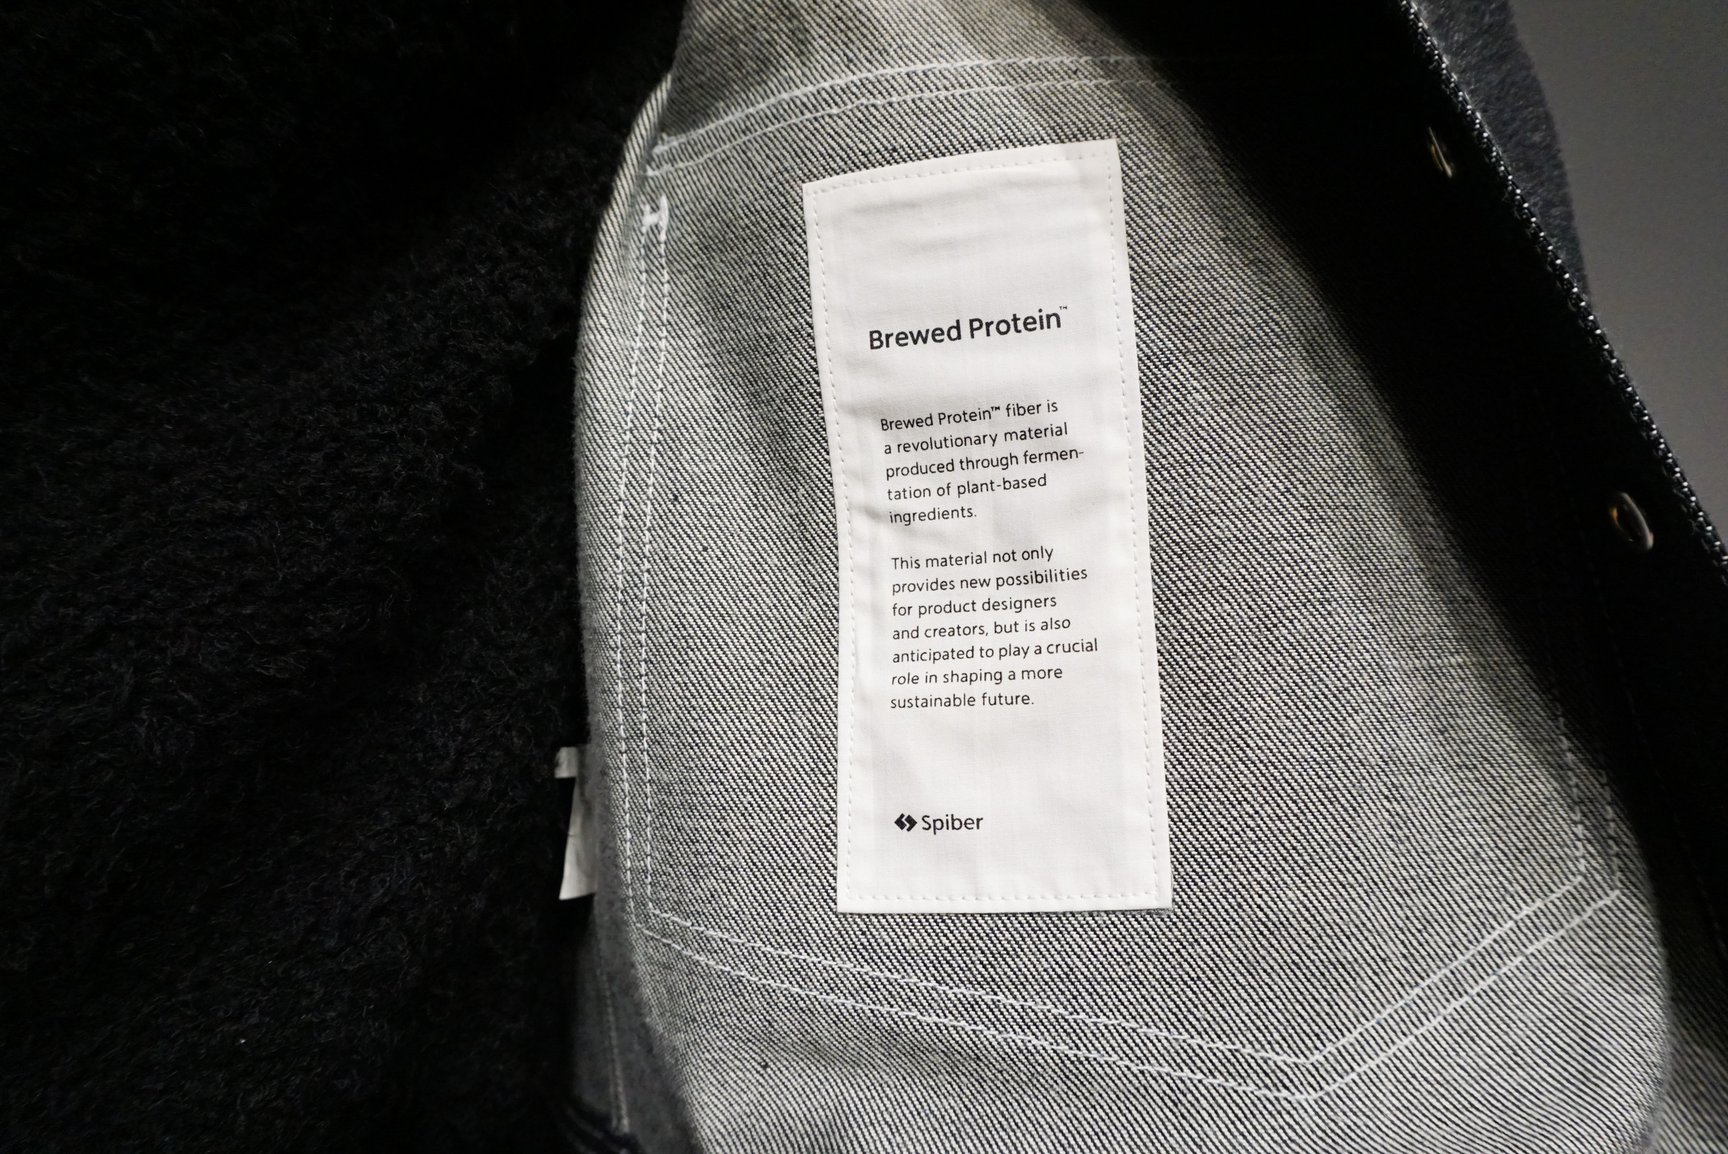 Brewed Protein™
Brewed Protein™ fiber is
a revolutionary material
produced through fermen-
tation of plant-based
ingredients.
This material not only
provides new possibilities
for product designers
and creators, but is also
anticipated to play a crucial
role in shaping a more
sustainable future.
Spiber